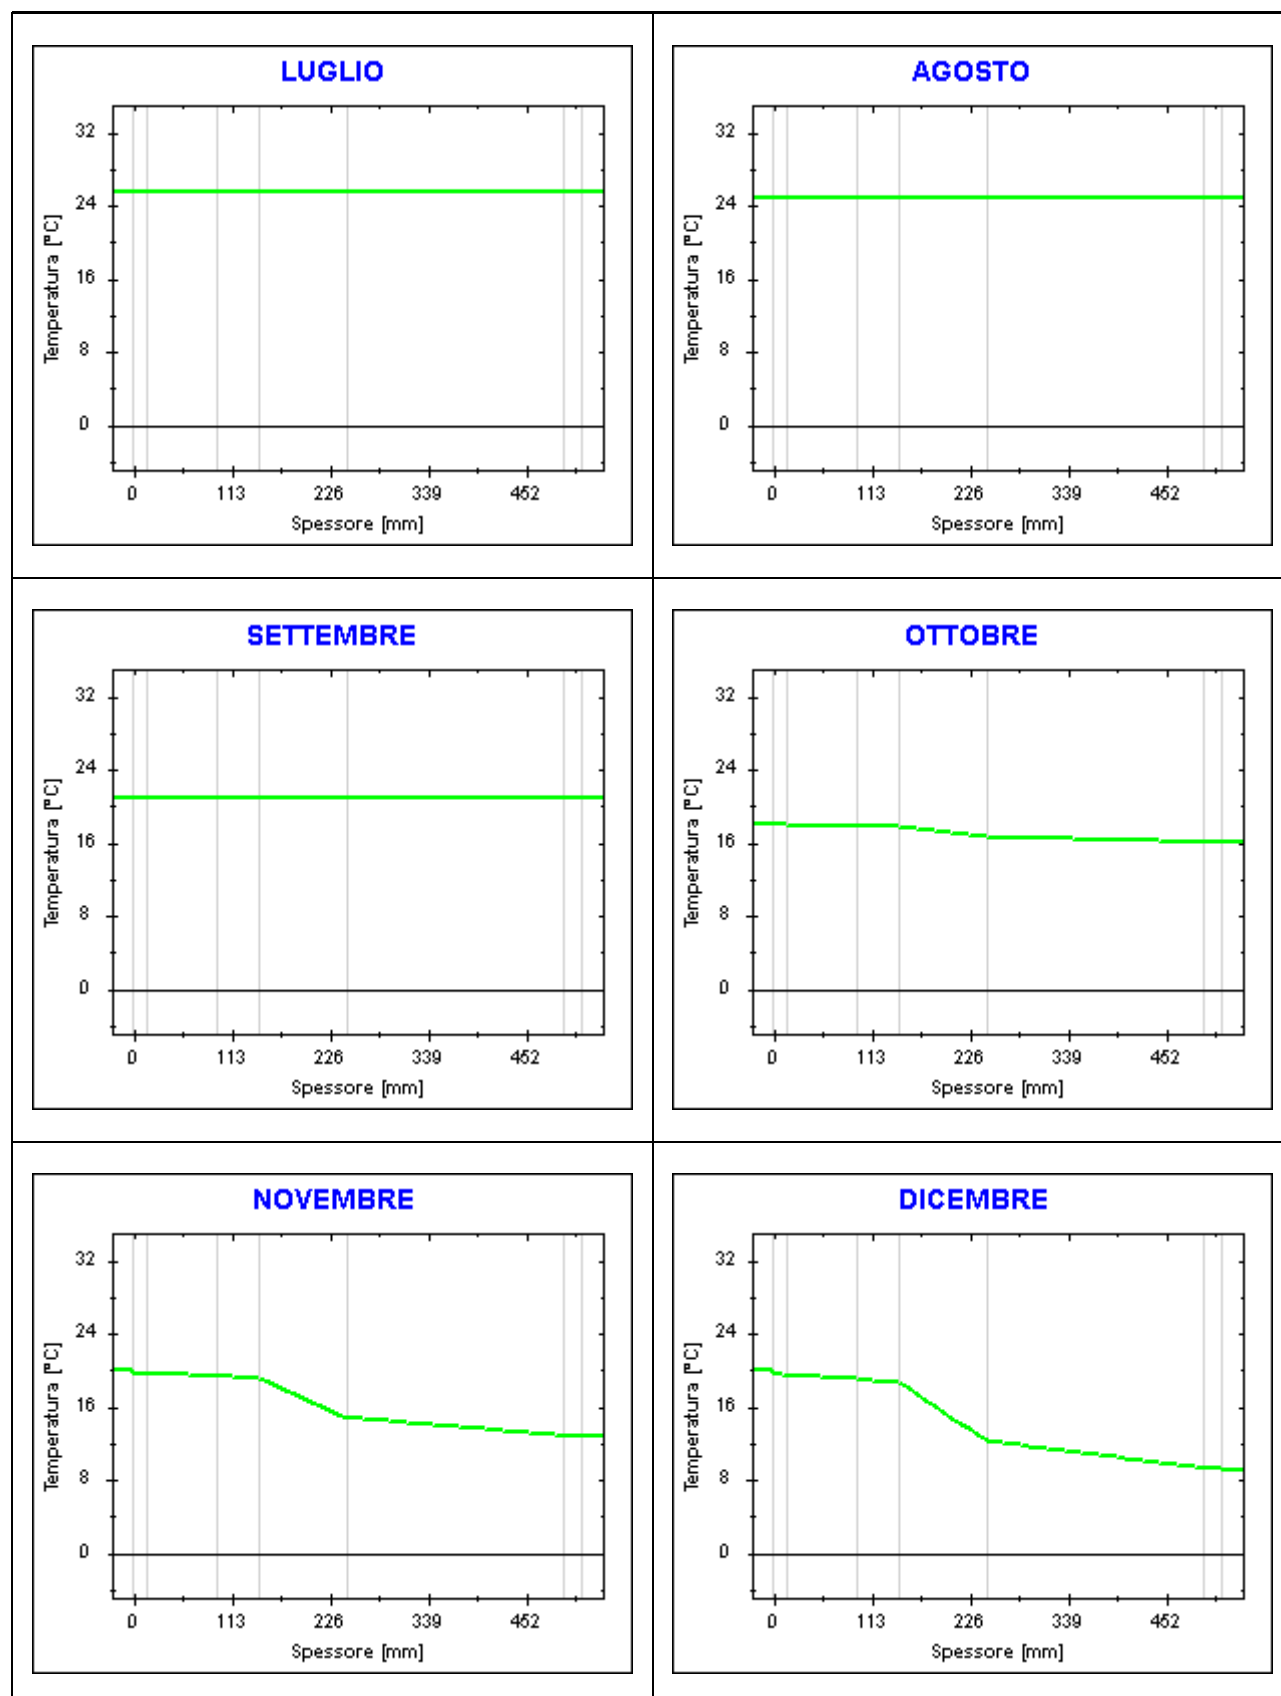 LUGLIO
32
24
16
8
0
Temperatura [°C]
0 113 226 339 452
Spessore [mm]
AGOSTO
32
24
16
8
0
Temperatura [°C]
0 113 226 339 452
Spessore [mm]
SETTEMBRE
32
24
16
8
0
Temperatura [°C]
0 113 226 339 452
Spessore [mm]
OTTOBRE
32
24
16
8
0
Temperatura [°C]
0 113 226 339 452
Spessore [mm]
NOVEMBRE
32
24
16
8
0
Temperatura [°C]
0 113 226 339 452
Spessore [mm]
DICEMBRE
32
24
16
8
0
Temperatura [°C]
0 113 226 339 452
Spessore [mm]